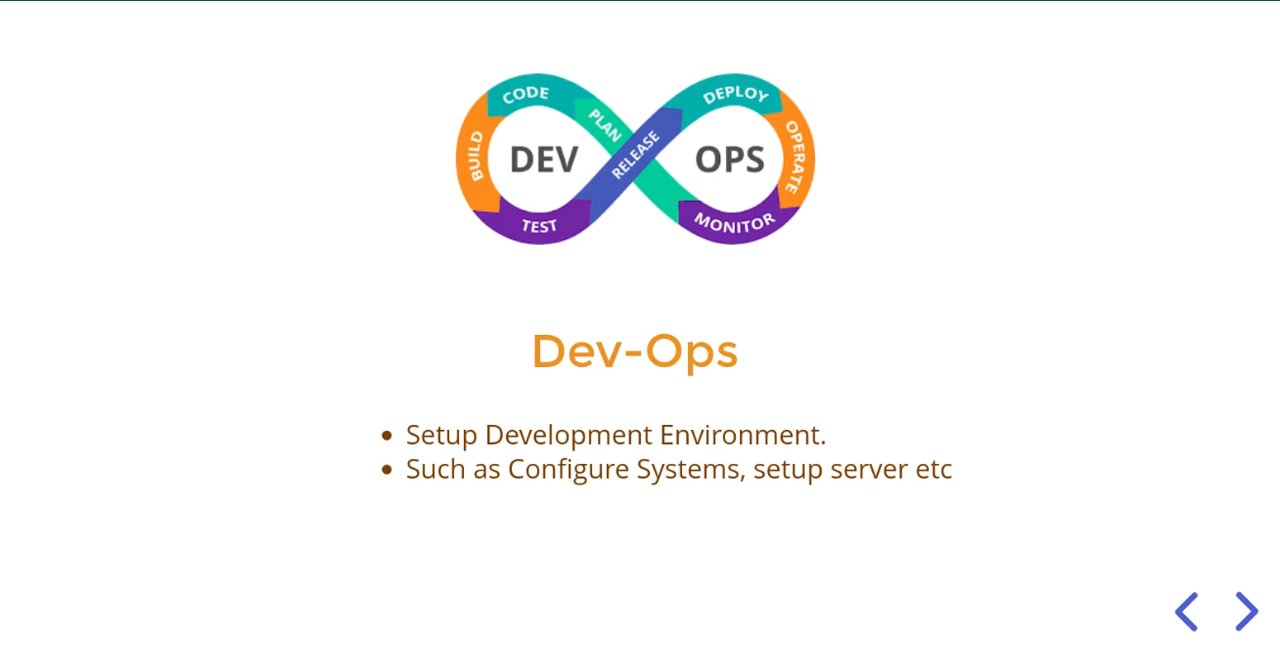 CODE
PLAN
BUILD
DEV
TEST
RELEASE
DEPLOY
OPS
OPERATE
MONITOR
Dev-Ops
• Setup Development Environment.
• Such as Configure Systems, setup server etc